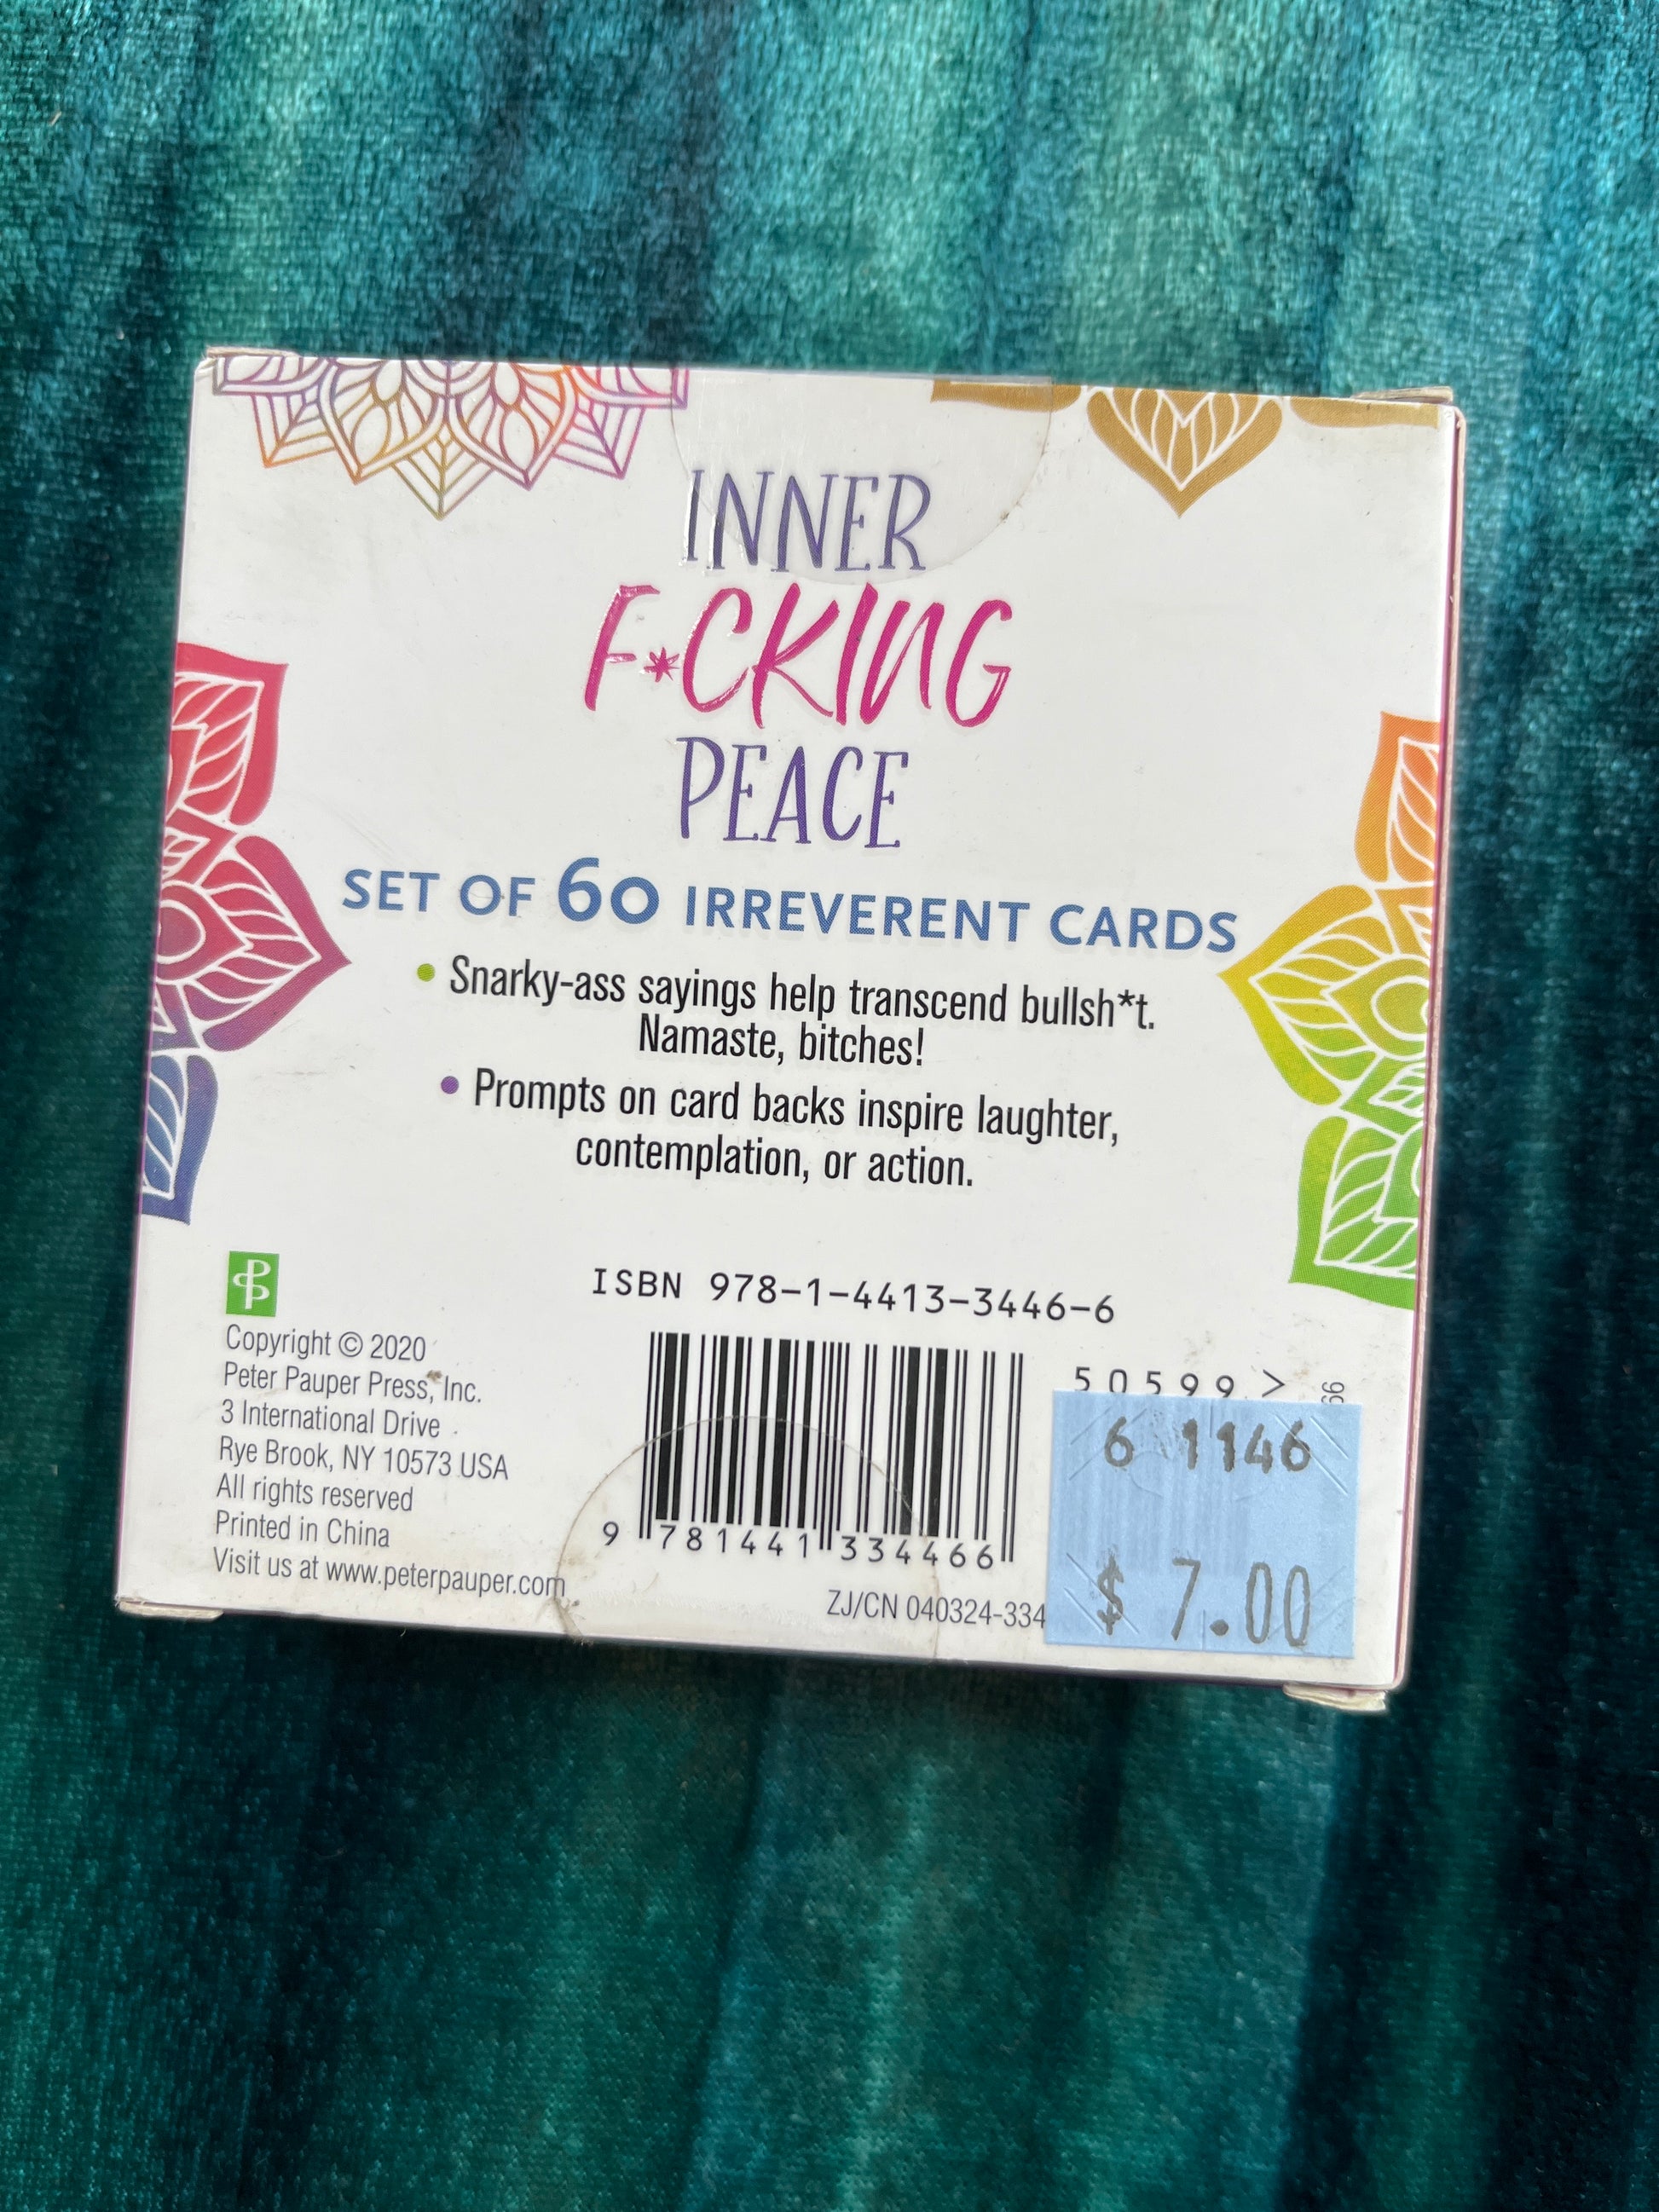 INNER
F*CKING
PEACE
SET OF 60 IRREVERENT CARDS
• Snarky-ass sayings help transcend bullsh*t.
Namaste, bitches!
• Prompts on card backs inspire laughter,
contemplation, or action.
Copyright © 2020
Peter Pauper Press, Inc.
3 International Drive
Rye Brook, NY 10573 USA
All rights reserved
Printed in China
Visit us at www.peterpauper.com
ISBN 978-1-4413-3446-6
9 781441 334466
50599>
ZJ/CN 040324-334
66
6 1146
$ 7.00